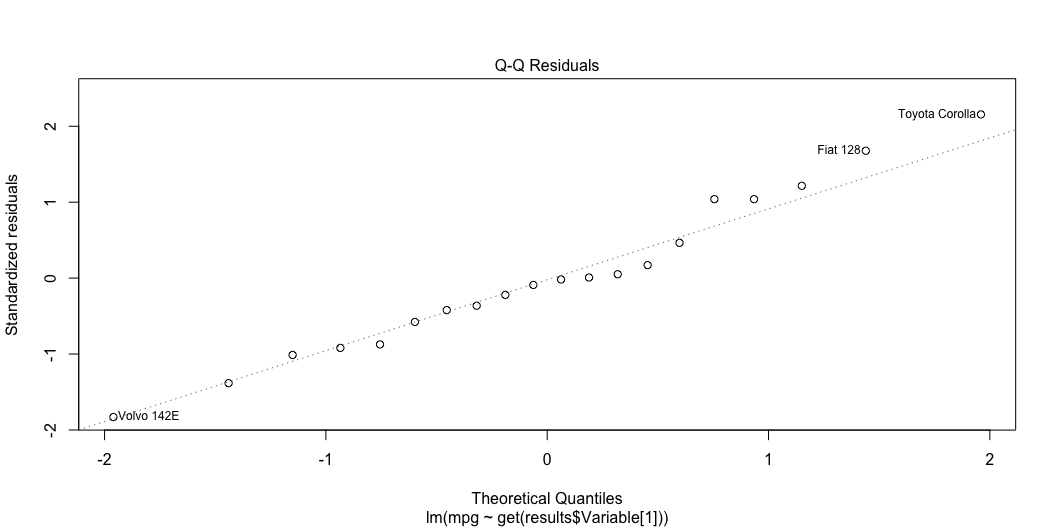 Q-Q Residuals
Standardized residuals
2
1
0
-1
-2
Toyota Corolla
Fiat 128
Volvo 142E
-2 -1 0 1 2
Theoretical Quantiles
lm(mpg ~ get(results$Variable[1]))